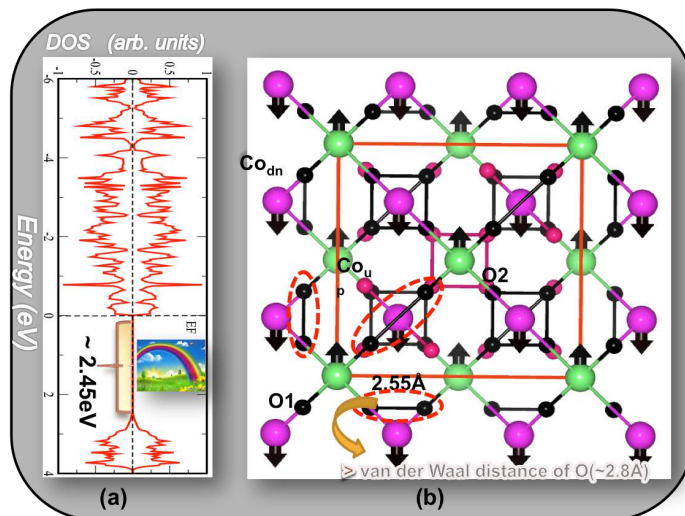 DOS (arb. units)
-1 -0.5 0 0.5 1
-6
-4
-2
0
2
4
Energy (eV)
EF
~ 2.45eV
(a)
Co_dn
Co_u
p
O2
O1
2.55Å
> van der Waal distance of O(~2.8Å)
(b)